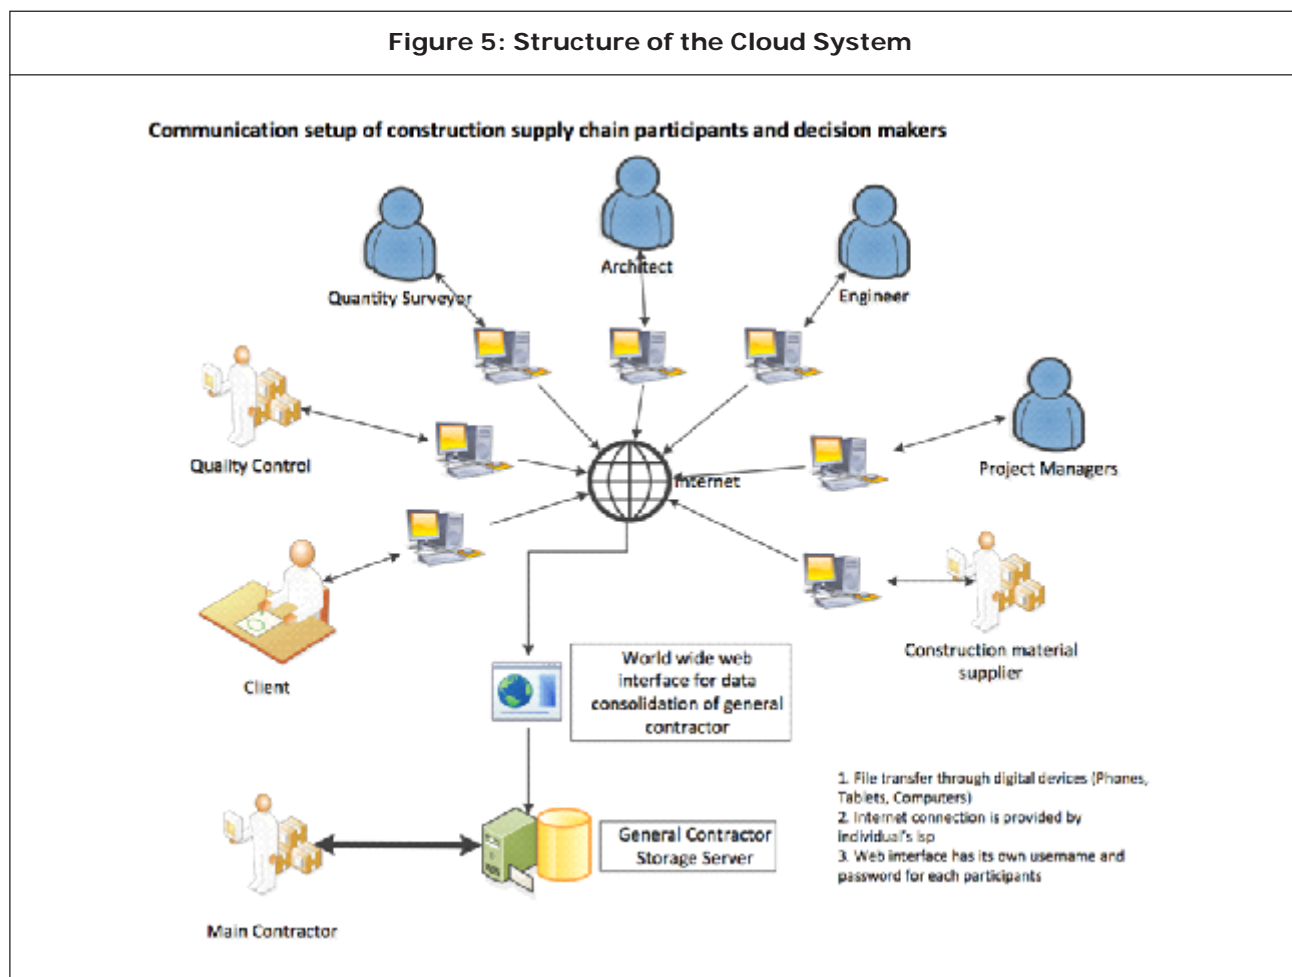 Figure 5: Structure of the Cloud System
Communication setup of construction supply chain participants and decision makers
Architect
Quantity Surveyor
Engineer
Quality Control
Internet
Project Managers
Client
Construction material
supplier
World wide web
interface for data
consolidation of general
contractor
General Contractor
Storage Server
Main Contractor
1. File transfer through digital devices (Phones,
Tablets, Computers)
2. Internet connection is provided by
individual's isp
3. Web interface has its own username and
password for each participants